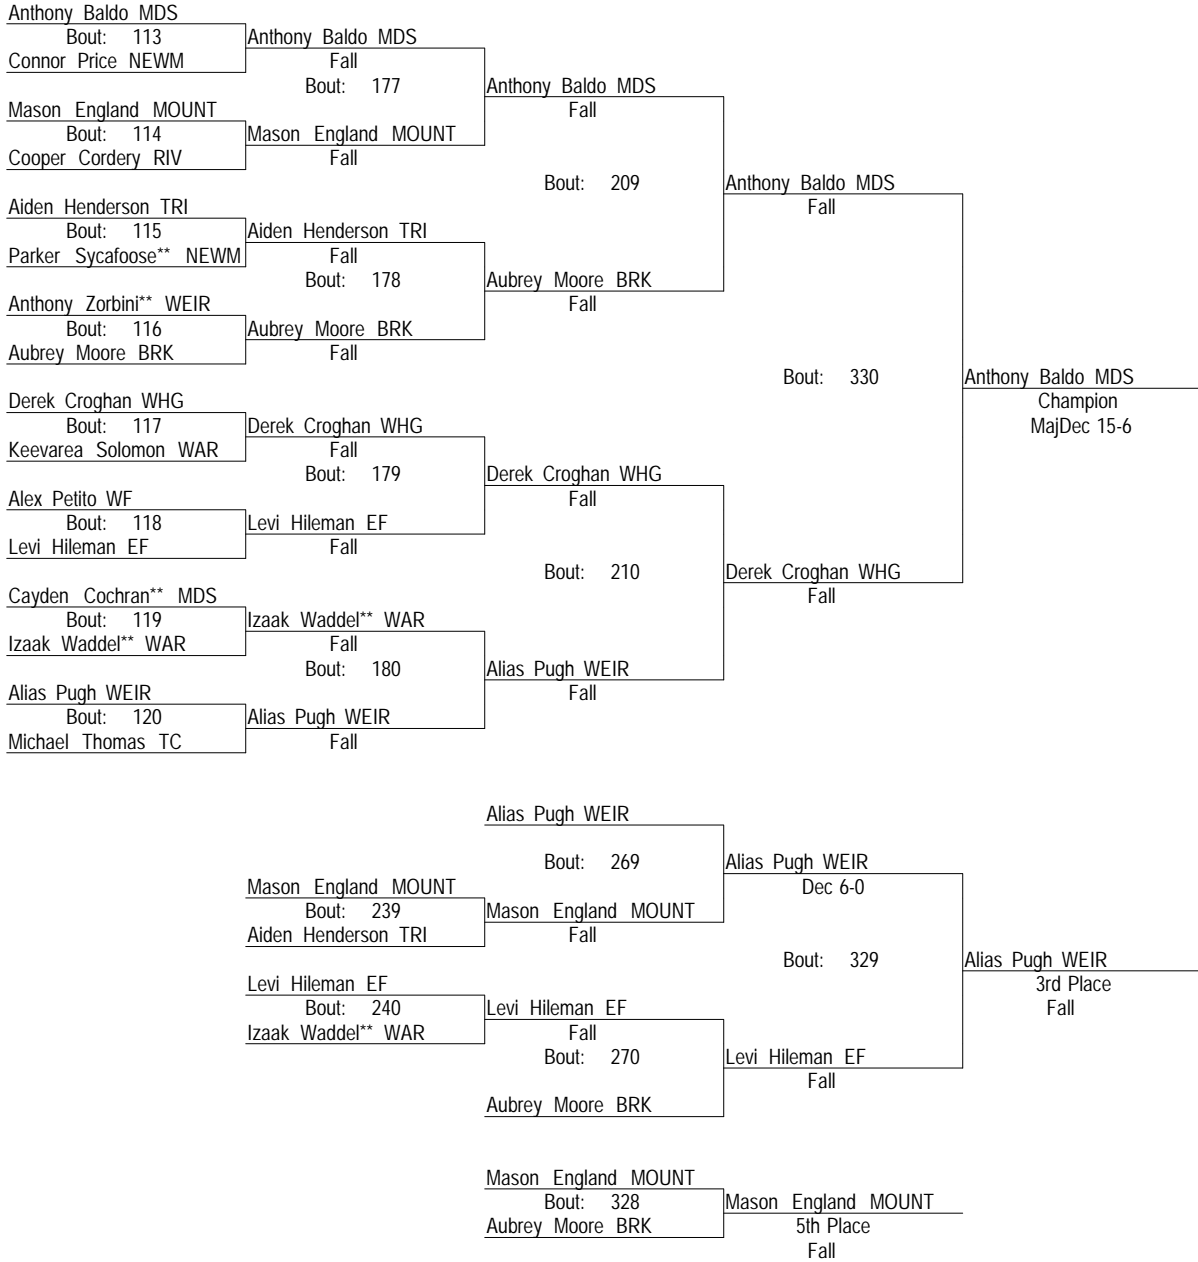 Anthony Baldo MDS
Bout: 113
Connor Price NEWM
Mason England MOUNT
Bout: 114
Cooper Cordery RIV
Aiden Henderson TRI
Bout: 115
Parker Sycafoose** NEWM
Anthony Zorbini** WEIR
Bout: 116
Aubrey Moore BRK
Derek Croghan WHG
Bout: 117
Keevarea Solomon WAR
Alex Petito WF
Bout: 118
Levi Hileman EF
Cayden Cochran** MDS
Bout: 119
Izaak Waddel** WAR
Alias Pugh WEIR
Bout: 120
Michael Thomas TC
Anthony Baldo MDS
Fall
Bout: 177
Mason England MOUNT
Fall
Aiden Henderson TRI
Fall
Bout: 178
Aubrey Moore BRK
Fall
Derek Croghan WHG
Fall
Bout: 179
Levi Hileman EF
Fall
Izaak Waddel** WAR
Fall
Bout: 180
Alias Pugh WEIR
Fall
Anthony Baldo MDS
Fall
Bout: 209
Aubrey Moore BRK
Fall
Derek Croghan WHG
Fall
Bout: 210
Alias Pugh WEIR
Fall
Anthony Baldo MDS
Fall
Bout: 330
Derek Croghan WHG
Fall
Anthony Baldo MDS
Champion
MajDec 15-6
Mason England MOUNT
Bout: 239
Aiden Henderson TRI
Levi Hileman EF
Bout: 240
Izaak Waddel** WAR
Alias Pugh WEIR
Bout: 269
Mason England MOUNT
Fall
Levi Hileman EF
Fall
Bout: 270
Aubrey Moore BRK
Alias Pugh WEIR
Dec 6-0
Bout: 329
Levi Hileman EF
Fall
Alias Pugh WEIR
3rd Place
Fall
Mason England MOUNT
Bout: 328
Aubrey Moore BRK
Mason England MOUNT
5th Place
Fall